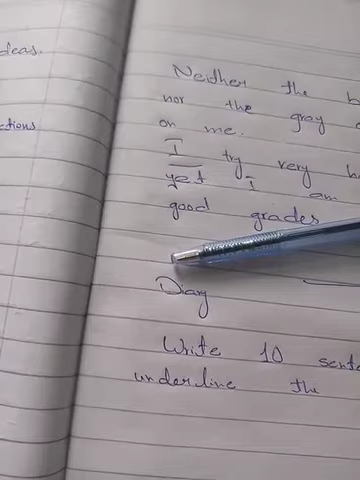 deas.
ctions
Neither the b
nor the gray
on me.
I try very h
yet I am
good grades
Day
Write 10 sente
underline the